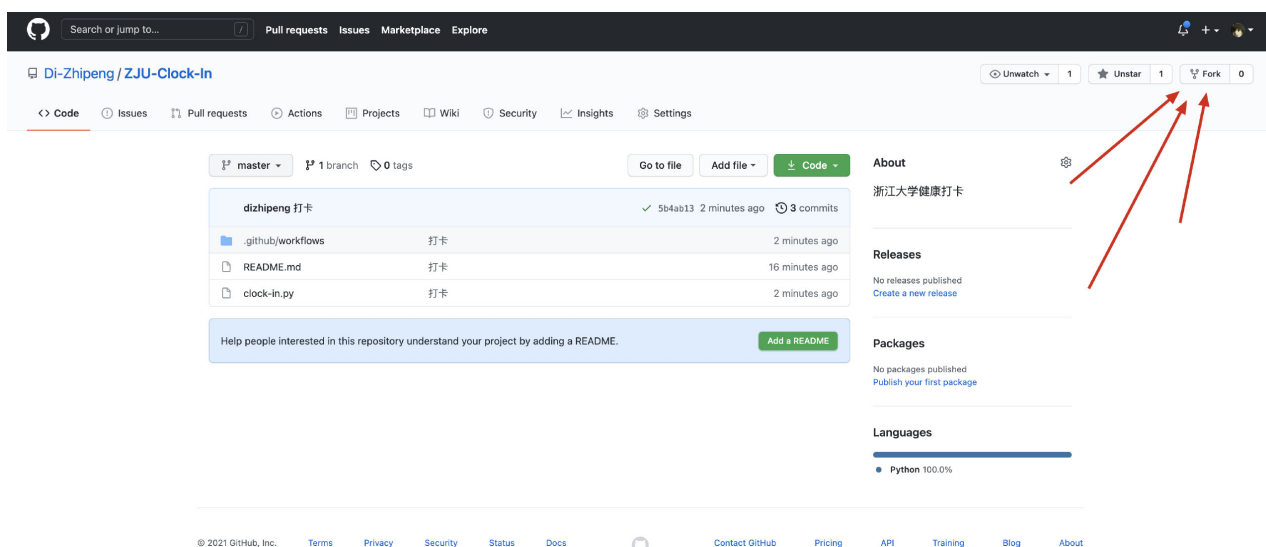 Search or jump to... / Pull requests Issues Marketplace Explore
Di-Zhipeng / ZJU-Clock-In Unwatch 1 Unstar 1 Fork 0
Code Issues Pull requests Actions Projects Wiki Security Insights Settings
master 1 branch 0 tags Go to file Add file Code
About
浙江大学健康打卡
dizhipeng 打卡 5b4ab13 2 minutes ago 3 commits
.github/workflows 打卡 2 minutes ago
README.md 打卡 16 minutes ago
clock-in.py 打卡 2 minutes ago
Help people interested in this repository understand your project by adding a README. Add a README
Releases
No releases published
Create a new release
Packages
No packages published
Publish your first package
Languages
Python 100.0%
© 2021 GitHub, Inc. Terms Privacy Security Status Docs Contact GitHub Pricing API Training Blog About